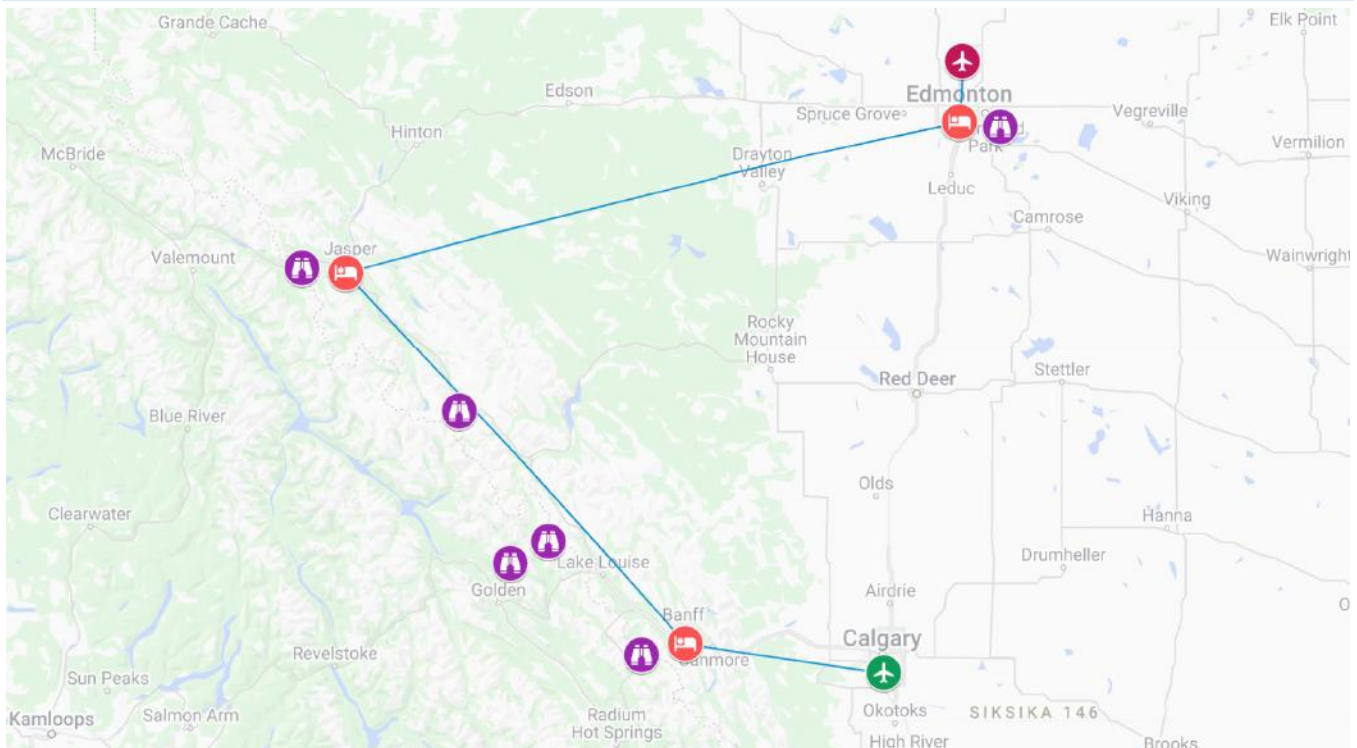 Grande Cache
Elk Point
Edson
Edmonton
Spruce Grove
Vegreville
Hinton
Park
Vermilion
McBride
Drayton
Valley
Leduc
Viking
Camrose
Jasper
Valemount
Wainwright
Rocky
Mountain
House
Stettler
Red Deer
Blue River
Olds
Clearwater
Hanna
Drumheller
Lake Louise
Golden
Airdrie
Banff
Calgary
Canmore
Revelstoke
Sun Peaks
Okotoks
SIKSIKA 146
Kamloops
Salmon Arm
Radium
Hot Springs
High River
Brooks